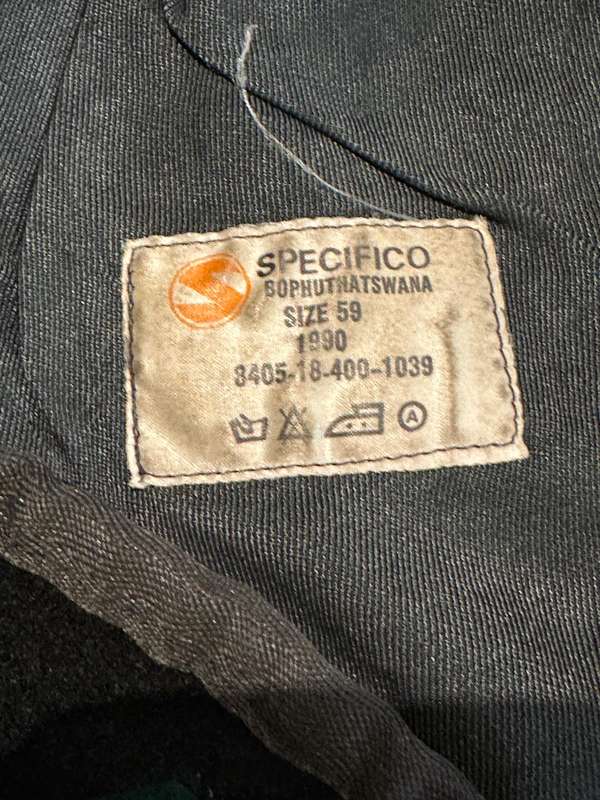 SPECIFICO
BOPHUTHATSWANA
SIZE 59
1990
8405-18-400-1039
A